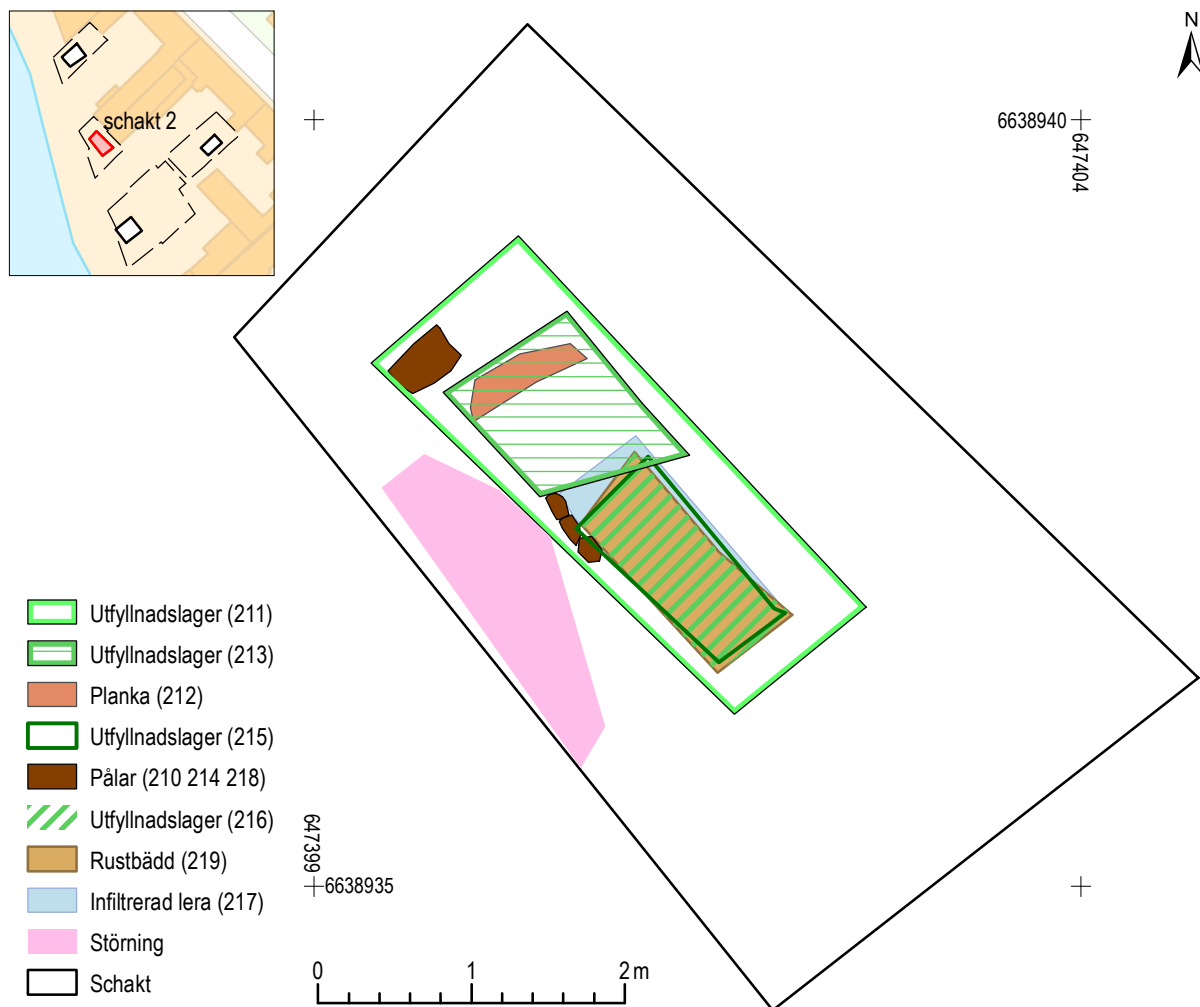 schakt 2
N
6638940
647404
647399
6638935
Utfyllnadslager (211)
Utfyllnadslager (213)
Planka (212)
Utfyllnadslager (215)
Pålar (210 214 218)
Utfyllnadslager (216)
Rustbädd (219)
Infiltrerad lera (217)
Störning
Schakt
0 1 2 m